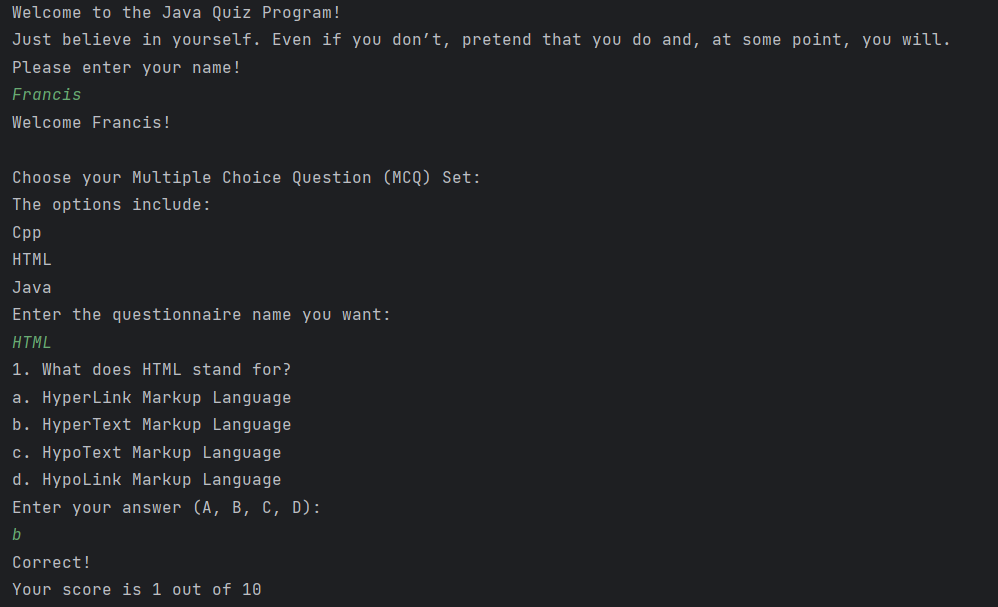 Welcome to the Java Quiz Program!
Just believe in yourself. Even if you don’t, pretend that you do and, at some point, you will.
Please enter your name!
Francis
Welcome Francis!

Choose your Multiple Choice Question (MCQ) Set:
The options include:
Cpp
HTML
Java
Enter the questionnaire name you want:
HTML
1. What does HTML stand for?
a. HyperLink Markup Language
b. HyperText Markup Language
c. HypoText Markup Language
d. HypoLink Markup Language
Enter your answer (A, B, C, D):
b
Correct!
Your score is 1 out of 10